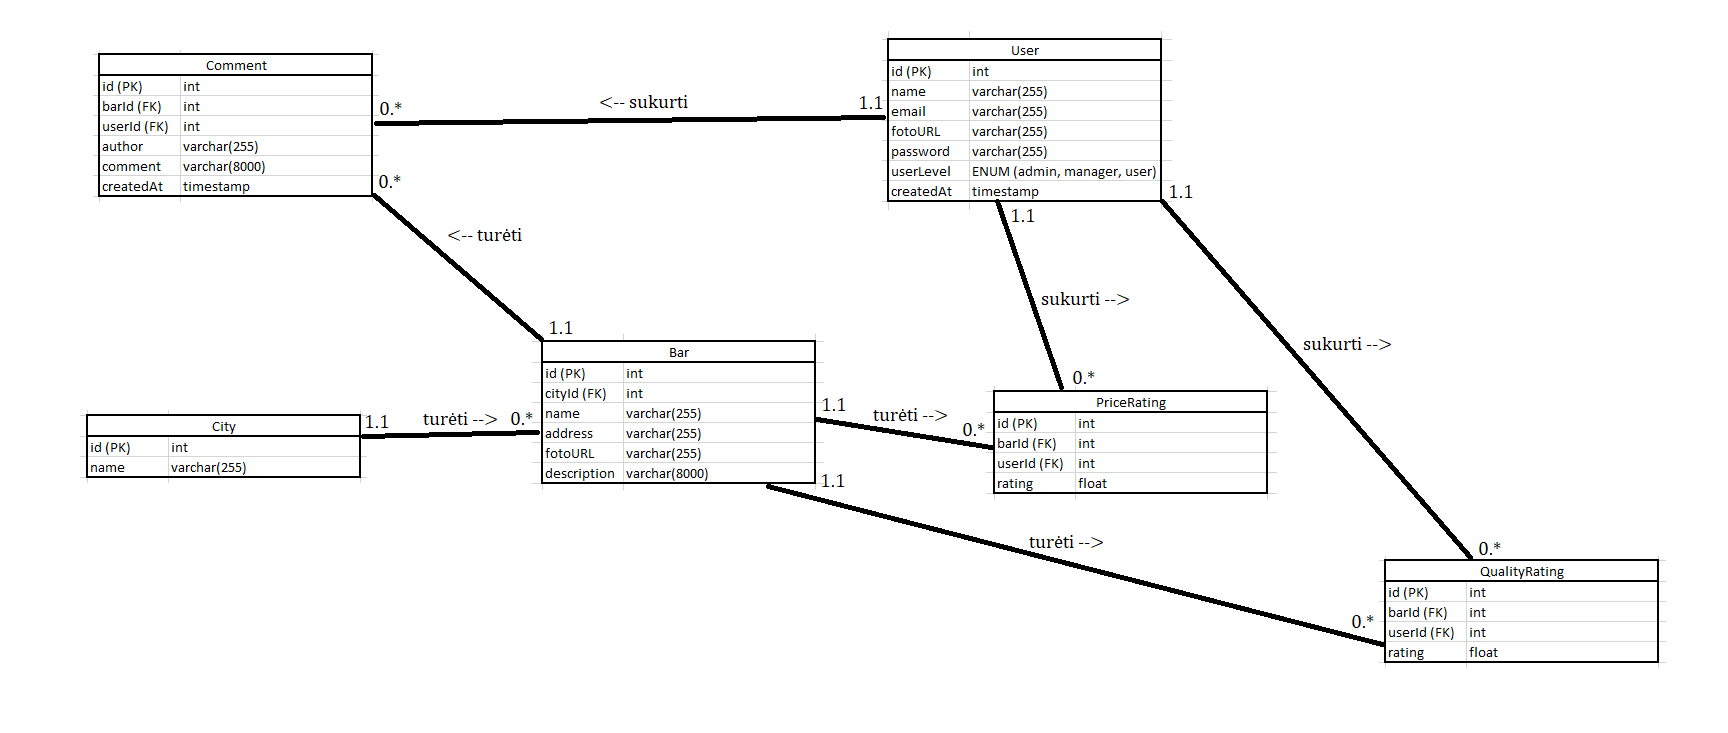 Comment
id (PK) int
barId (FK) int
userId (FK) int
author varchar(255)
comment varchar(8000)
createdAt timestamp
0.*
<-- sukurti
1.1
User
id (PK) int
name varchar(255)
email varchar(255)
fotoURL varchar(255)
password varchar(255)
userLevel ENUM (admin, manager, user)
createdAt timestamp
0.*
<-- turėti
1.1
1.1
sukurti -->
0.*
1.1
sukurti -->
0.*
City
id (PK) int
name varchar(255)
1.1
turėti -->
0.*
Bar
id (PK) int
cityId (FK) int
name varchar(255)
address varchar(255)
fotoURL varchar(255)
description varchar(8000)
1.1
turėti -->
0.*
PriceRating
id (PK) int
barId (FK) int
userId (FK) int
rating float
1.1
turėti -->
0.*
QualityRating
id (PK) int
barId (FK) int
userId (FK) int
rating float